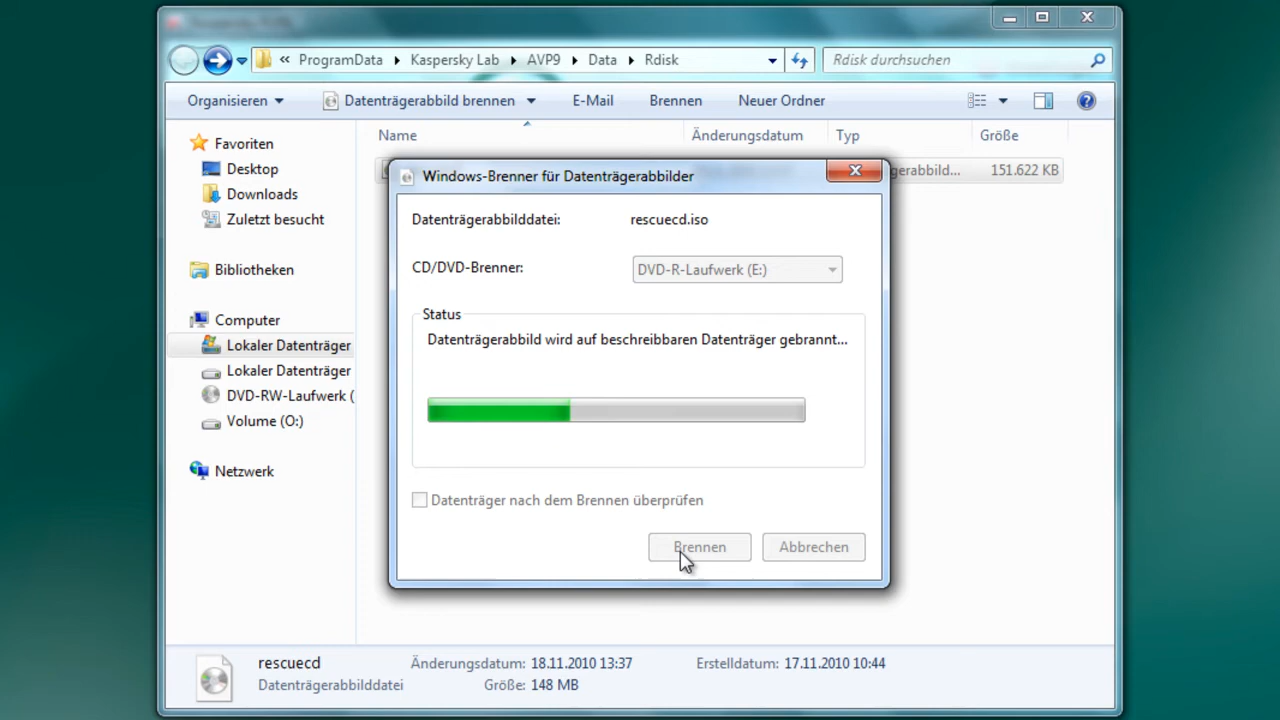 « ProgramData Kaspersky Lab AVP9 Data Rdisk
Rdisk durchsuchen
Organisieren Datenträgerabbild brennen E-Mail Brennen Neuer Ordner
Name Änderungsdatum Typ Größe
gerabbild... 151.622 KB
Favoriten
Desktop
Downloads
Zuletzt besucht
Bibliotheken
Computer
Lokaler Datenträger
Lokaler Datenträger
DVD-RW-Laufwerk (
Volume (O:)
Netzwerk
Windows-Brenner für Datenträgerabbilder
Datenträgerabbilddatei: rescuecd.iso
CD/DVD-Brenner: DVD-R-Laufwerk (E:)
Status
Datenträgerabbild wird auf beschreibbaren Datenträger gebrannt...
Datenträger nach dem Brennen überprüfen
Brennen Abbrechen
rescuecd Änderungsdatum: 18.11.2010 13:37 Erstelldatum: 17.11.2010 10:44
Datenträgerabbilddatei Größe: 148 MB